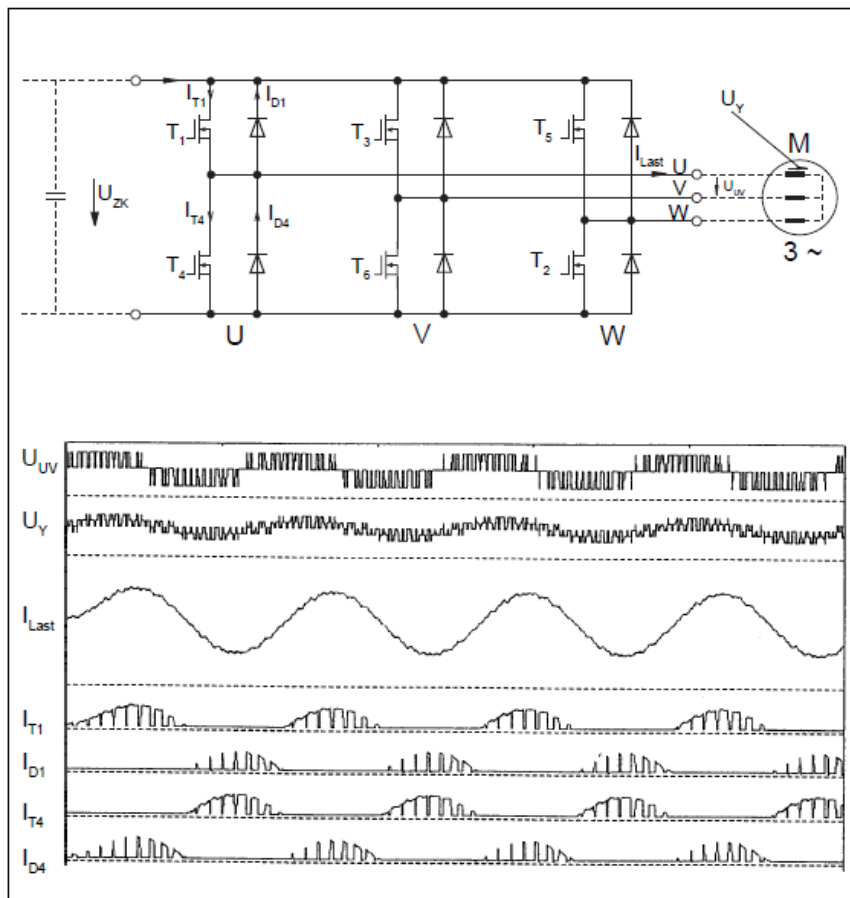 I_T1 I_D1
U_Y
M
T_1 T_3 T_5
I_Last U
U_ZK
V U_UV
W
I_T4 I_D4
3 ~
T_4 T_6 T_2
U V W
U_UV
U_Y
I_Last
I_T1
I_D1
I_T4
I_D4